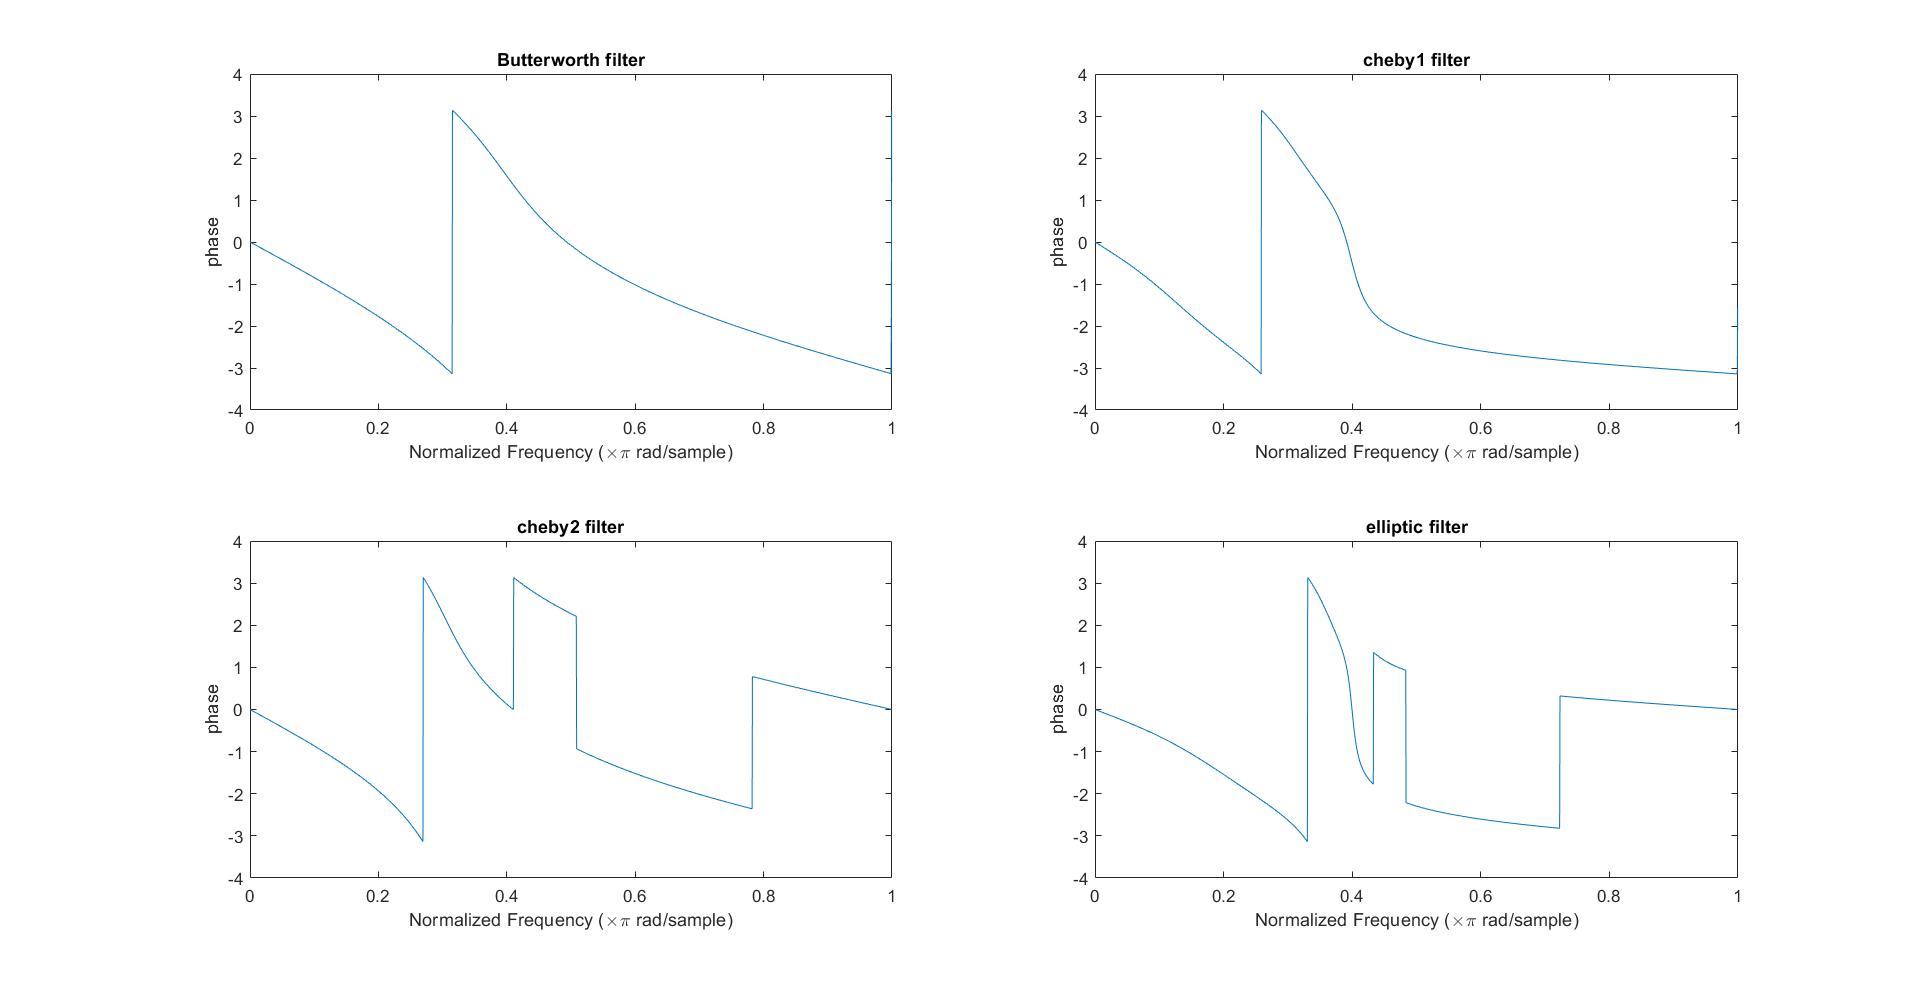 Butterworth filter
4
3
2
1
0
-1
-2
-3
-4
phase
0 0.2 0.4 0.6 0.8 1
Normalized Frequency (×π rad/sample)
cheby1 filter
4
3
2
1
0
-1
-2
-3
-4
phase
0 0.2 0.4 0.6 0.8 1
Normalized Frequency (×π rad/sample)
cheby2 filter
4
3
2
1
0
-1
-2
-3
-4
phase
0 0.2 0.4 0.6 0.8 1
Normalized Frequency (×π rad/sample)
elliptic filter
4
3
2
1
0
-1
-2
-3
-4
phase
0 0.2 0.4 0.6 0.8 1
Normalized Frequency (×π rad/sample)